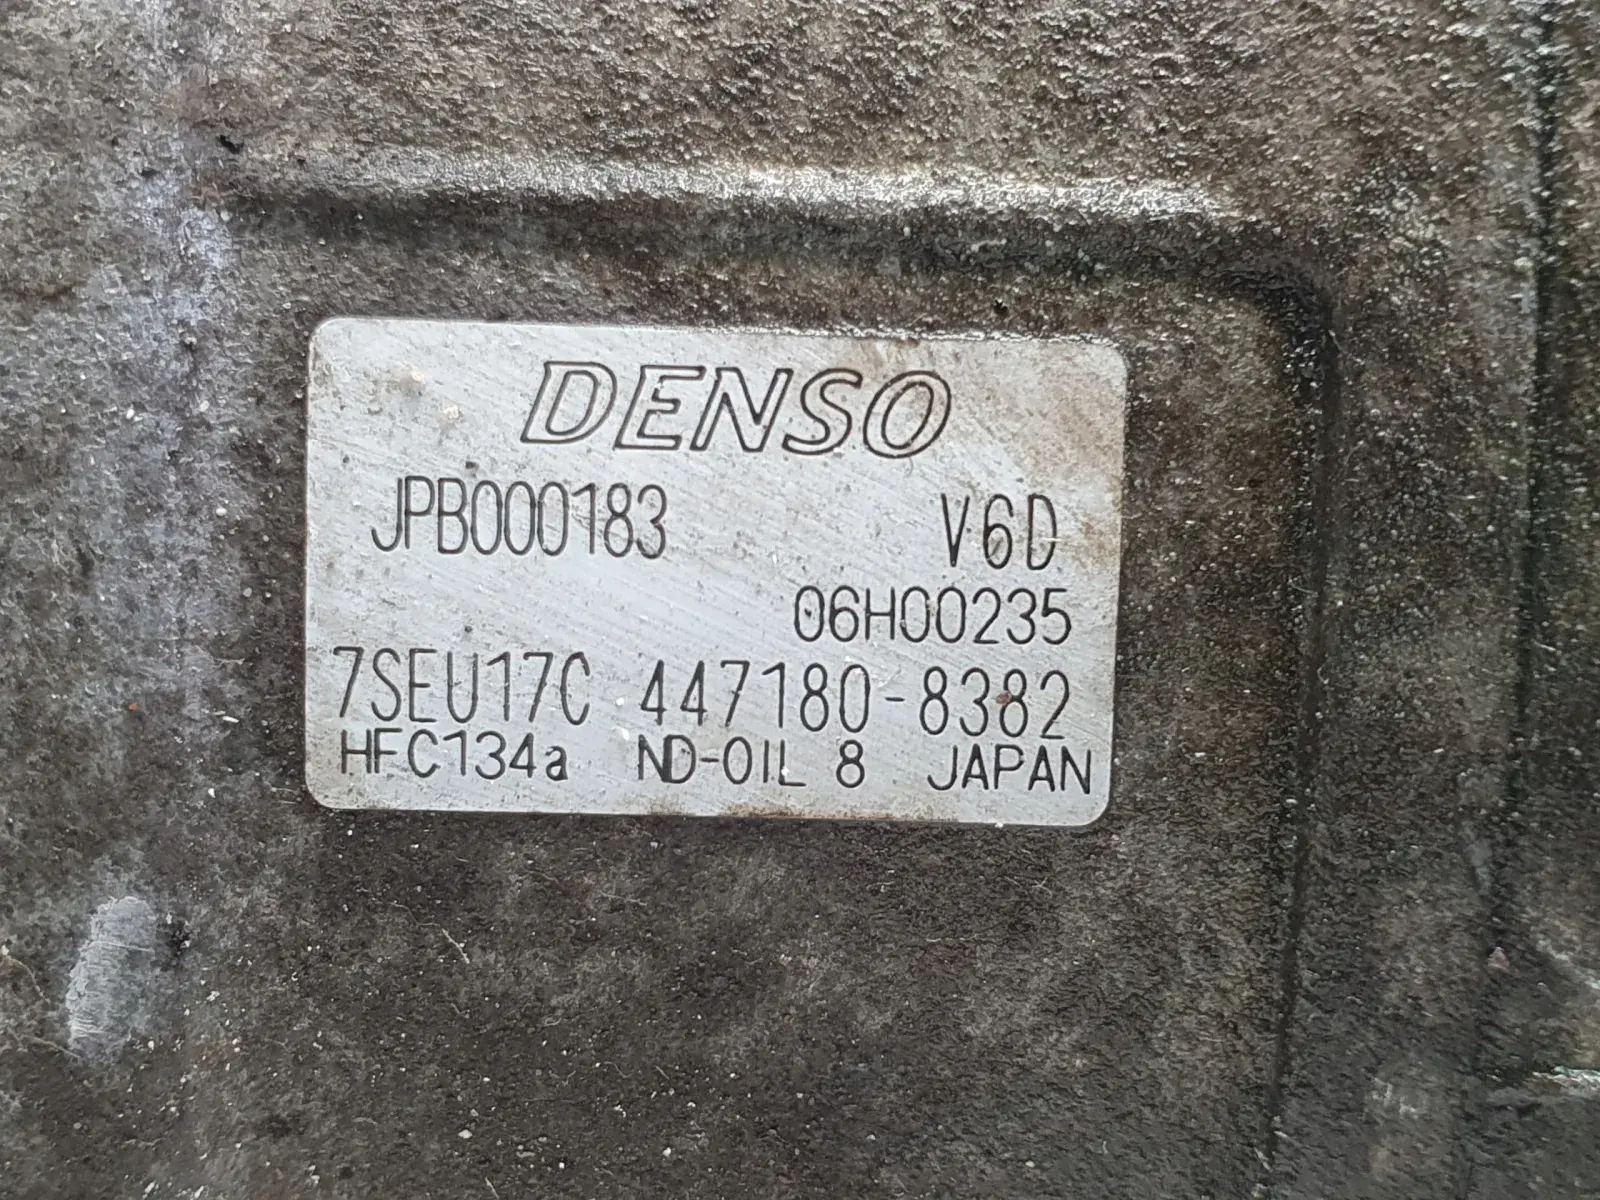 DENSO
JPB000183 V6D
06H00235
7SEU17C 447180-8382
HFC134a ND-OIL 8 JAPAN